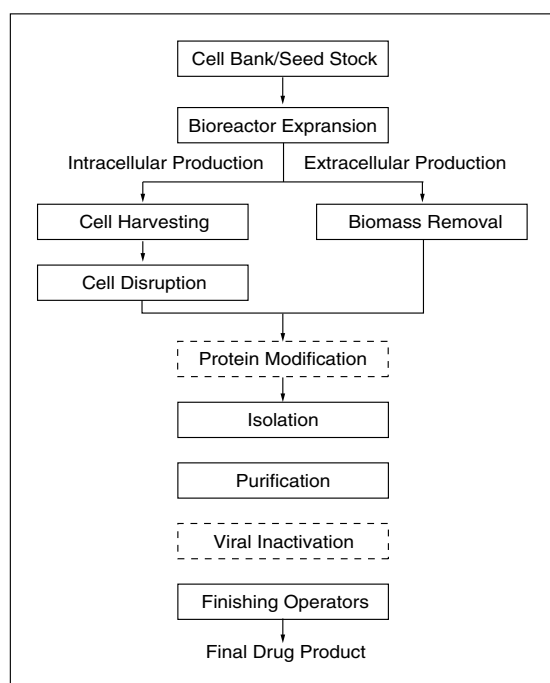 Cell Bank/Seed Stock
Bioreactor Expransion
Intracellular Production
Extracellular Production
Cell Harvesting
Biomass Removal
Cell Disruption
Protein Modification
Isolation
Purification
Viral Inactivation
Finishing Operators
Final Drug Product